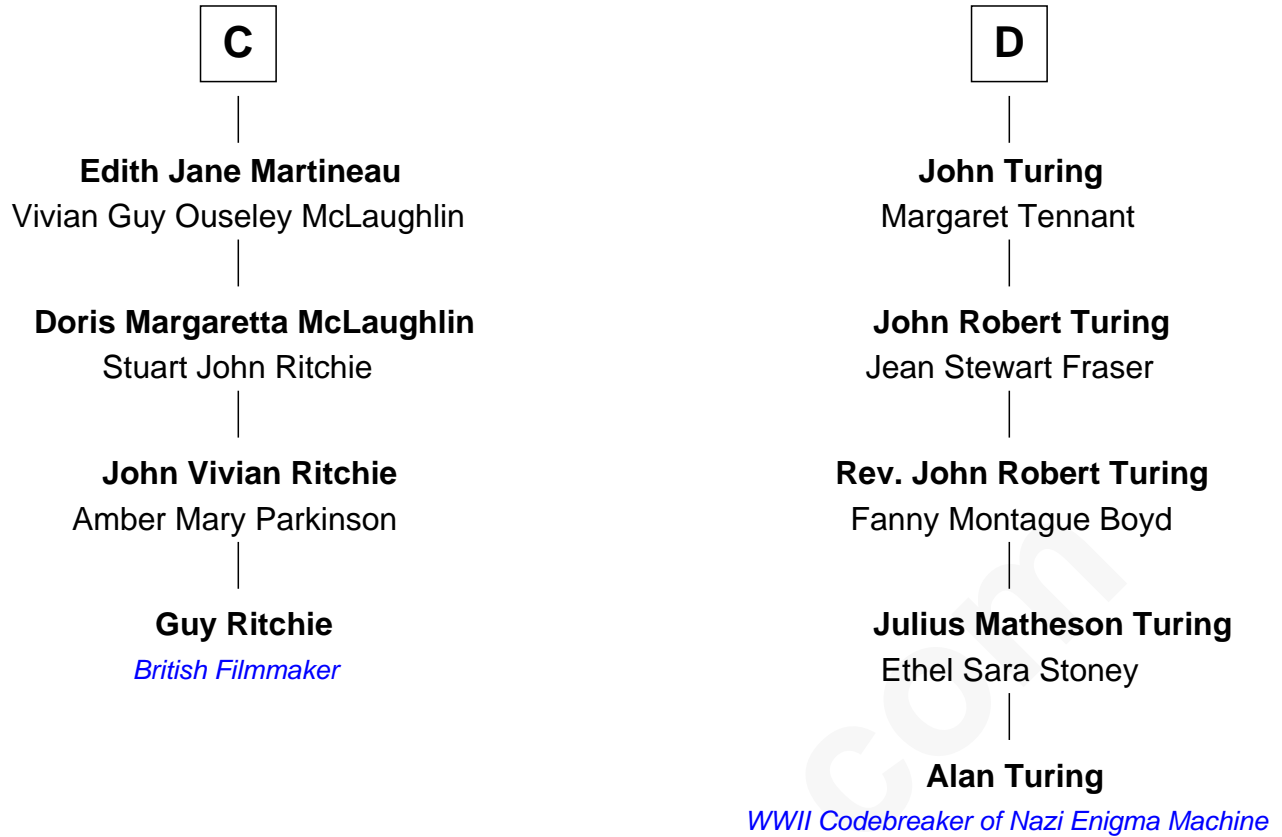 C
Edith Jane Martineau
Vivian Guy Ouseley McLaughlin
Doris Margaretta McLaughlin
Stuart John Ritchie
John Vivian Ritchie
Amber Mary Parkinson
Guy Ritchie
British Filmmaker
D
John Turing
Margaret Tennant
John Robert Turing
Jean Stewart Fraser
Rev. John Robert Turing
Fanny Montague Boyd
Julius Matheson Turing
Ethel Sara Stoney
Alan Turing
WWII Codebreaker of Nazi Enigma Machine
com